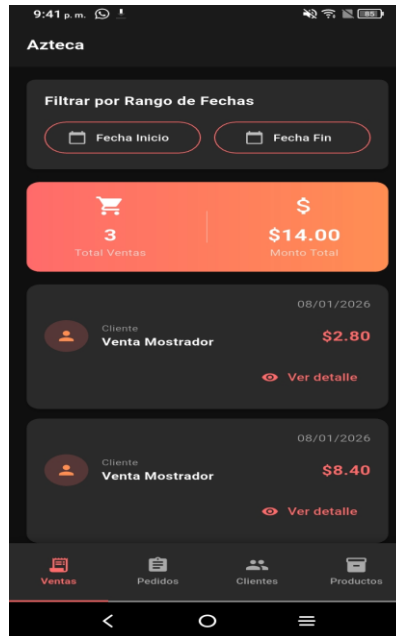 9:41 p. m.
85
Azteca
Filtrar por Rango de Fechas
Fecha Inicio
Fecha Fin
3
Total Ventas
$
$14.00
Monto Total
08/01/2026
Cliente
Venta Mostrador
$2.80
Ver detalle
08/01/2026
Cliente
Venta Mostrador
$8.40
Ver detalle
Ventas
Pedidos
Clientes
Productos